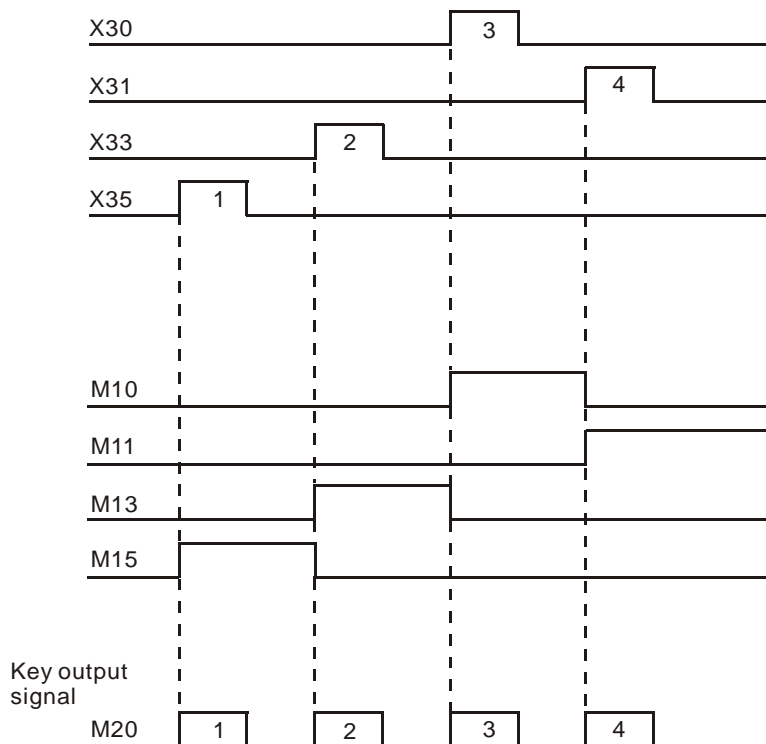 X30 3
X31 4
X33 2
X35 1
M10
M11
M13
M15
Key output
signal
M20 1 2 3 4